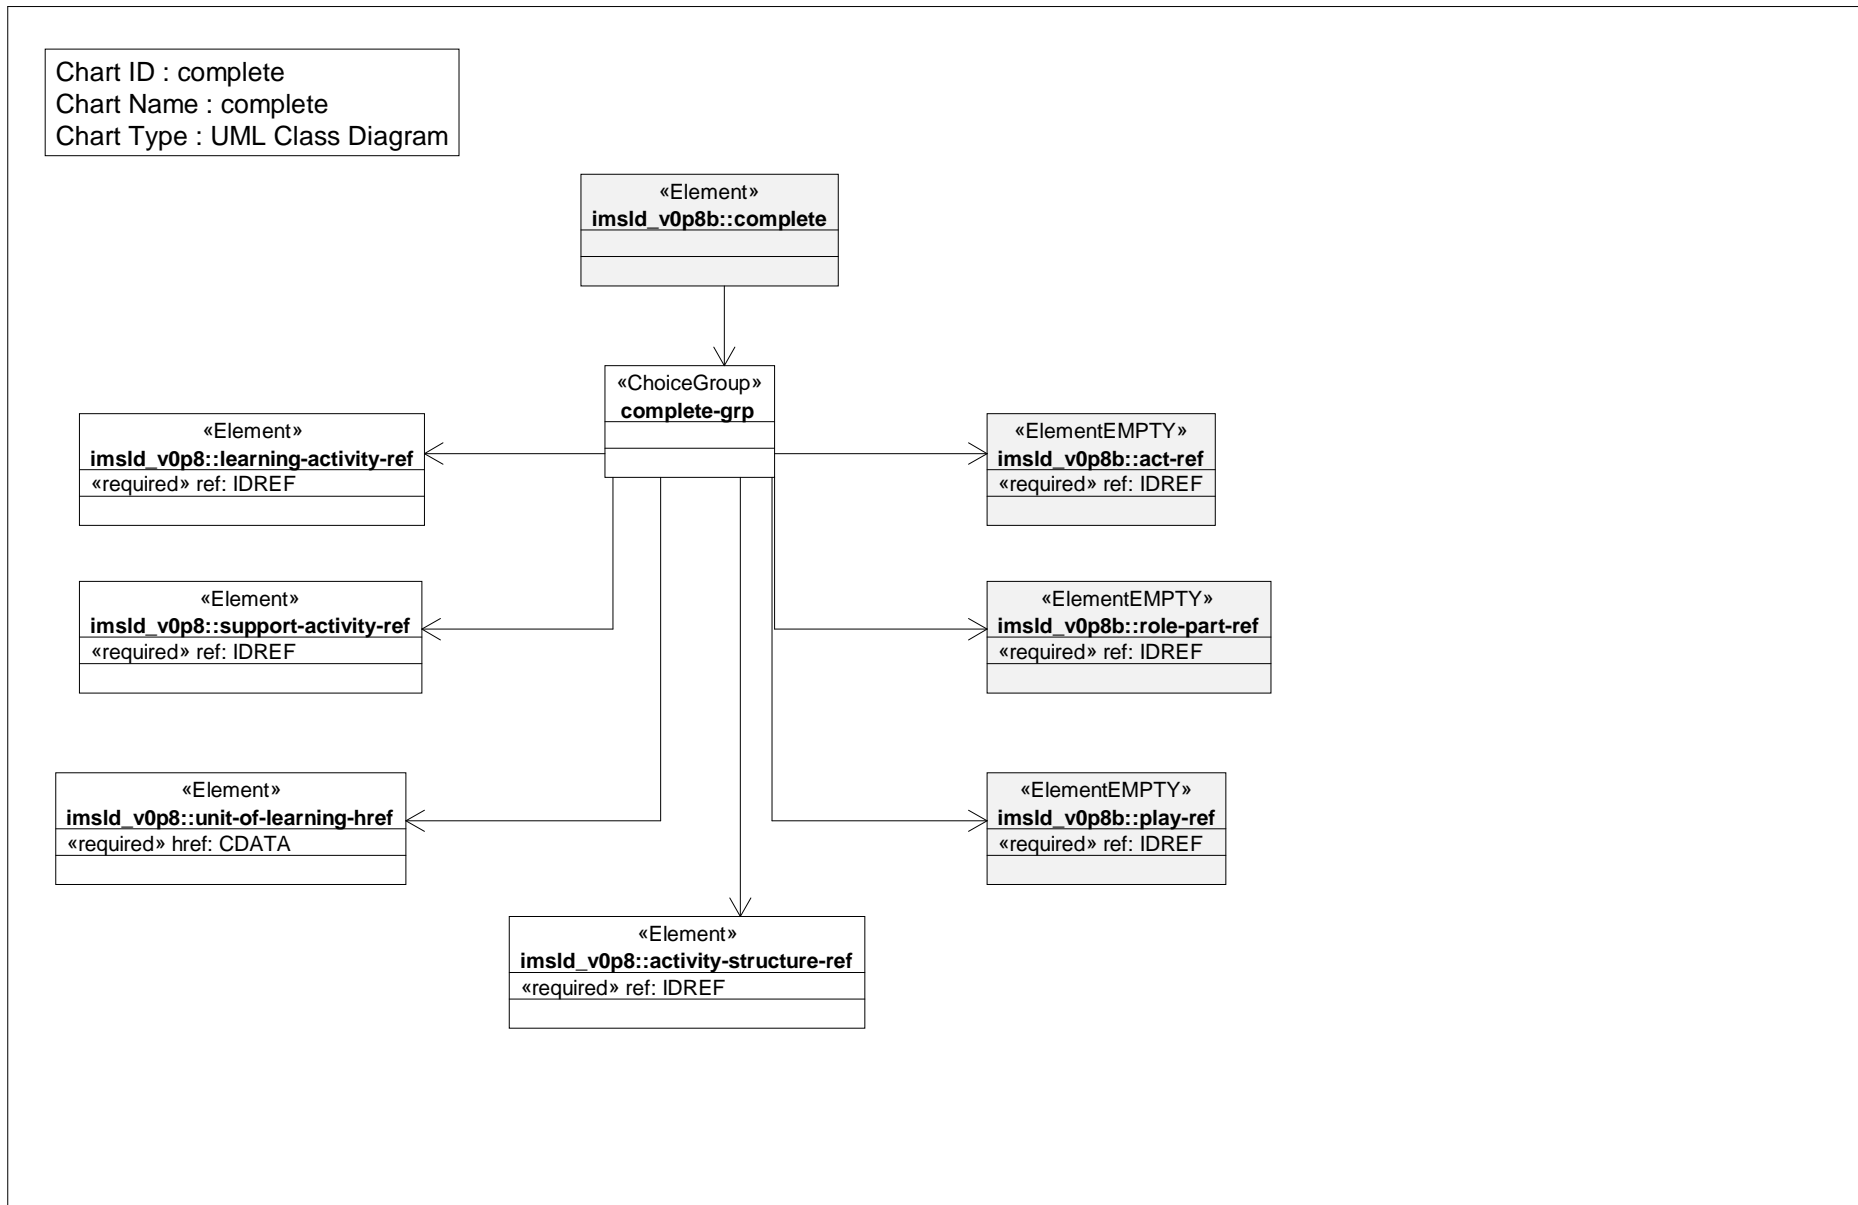 Chart ID : complete
Chart Name : complete
Chart Type : UML Class Diagram
«Element»
imsld_v0p8b::complete
«ChoiceGroup»
complete-grp
«Element»
imsld_v0p8::learning-activity-ref
«required» ref: IDREF
«ElementEMPTY»
imsld_v0p8b::act-ref
«required» ref: IDREF
«Element»
imsld_v0p8::support-activity-ref
«required» ref: IDREF
«ElementEMPTY»
imsld_v0p8b::role-part-ref
«required» ref: IDREF
«Element»
imsld_v0p8::unit-of-learning-href
«required» href: CDATA
«ElementEMPTY»
imsld_v0p8b::play-ref
«required» ref: IDREF
«Element»
imsld_v0p8::activity-structure-ref
«required» ref: IDREF